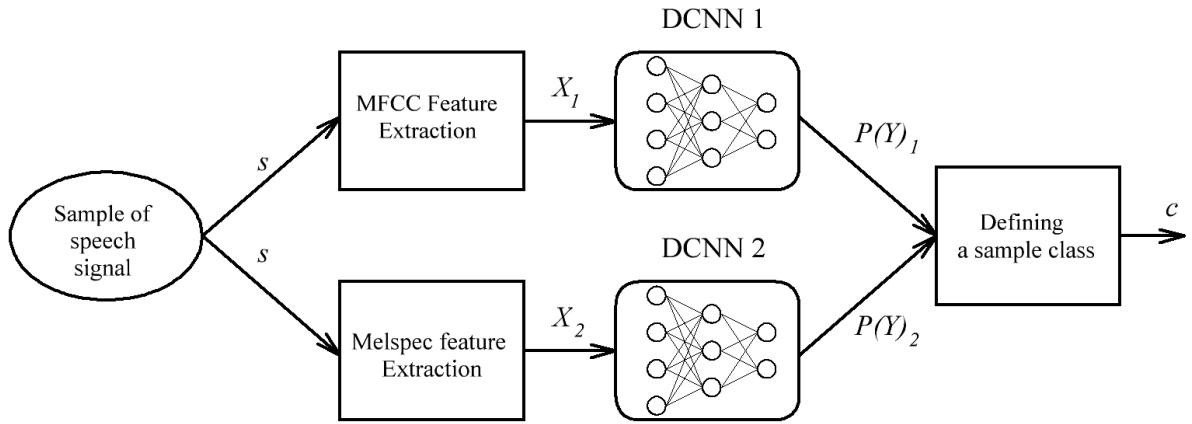 DCNN 1
MFCC Feature
Extraction
X₁
P(Y)₁
s
Sample of
speech
signal
s
Defining
a sample class
c
DCNN 2
Melspec feature
Extraction
X₂
P(Y)₂